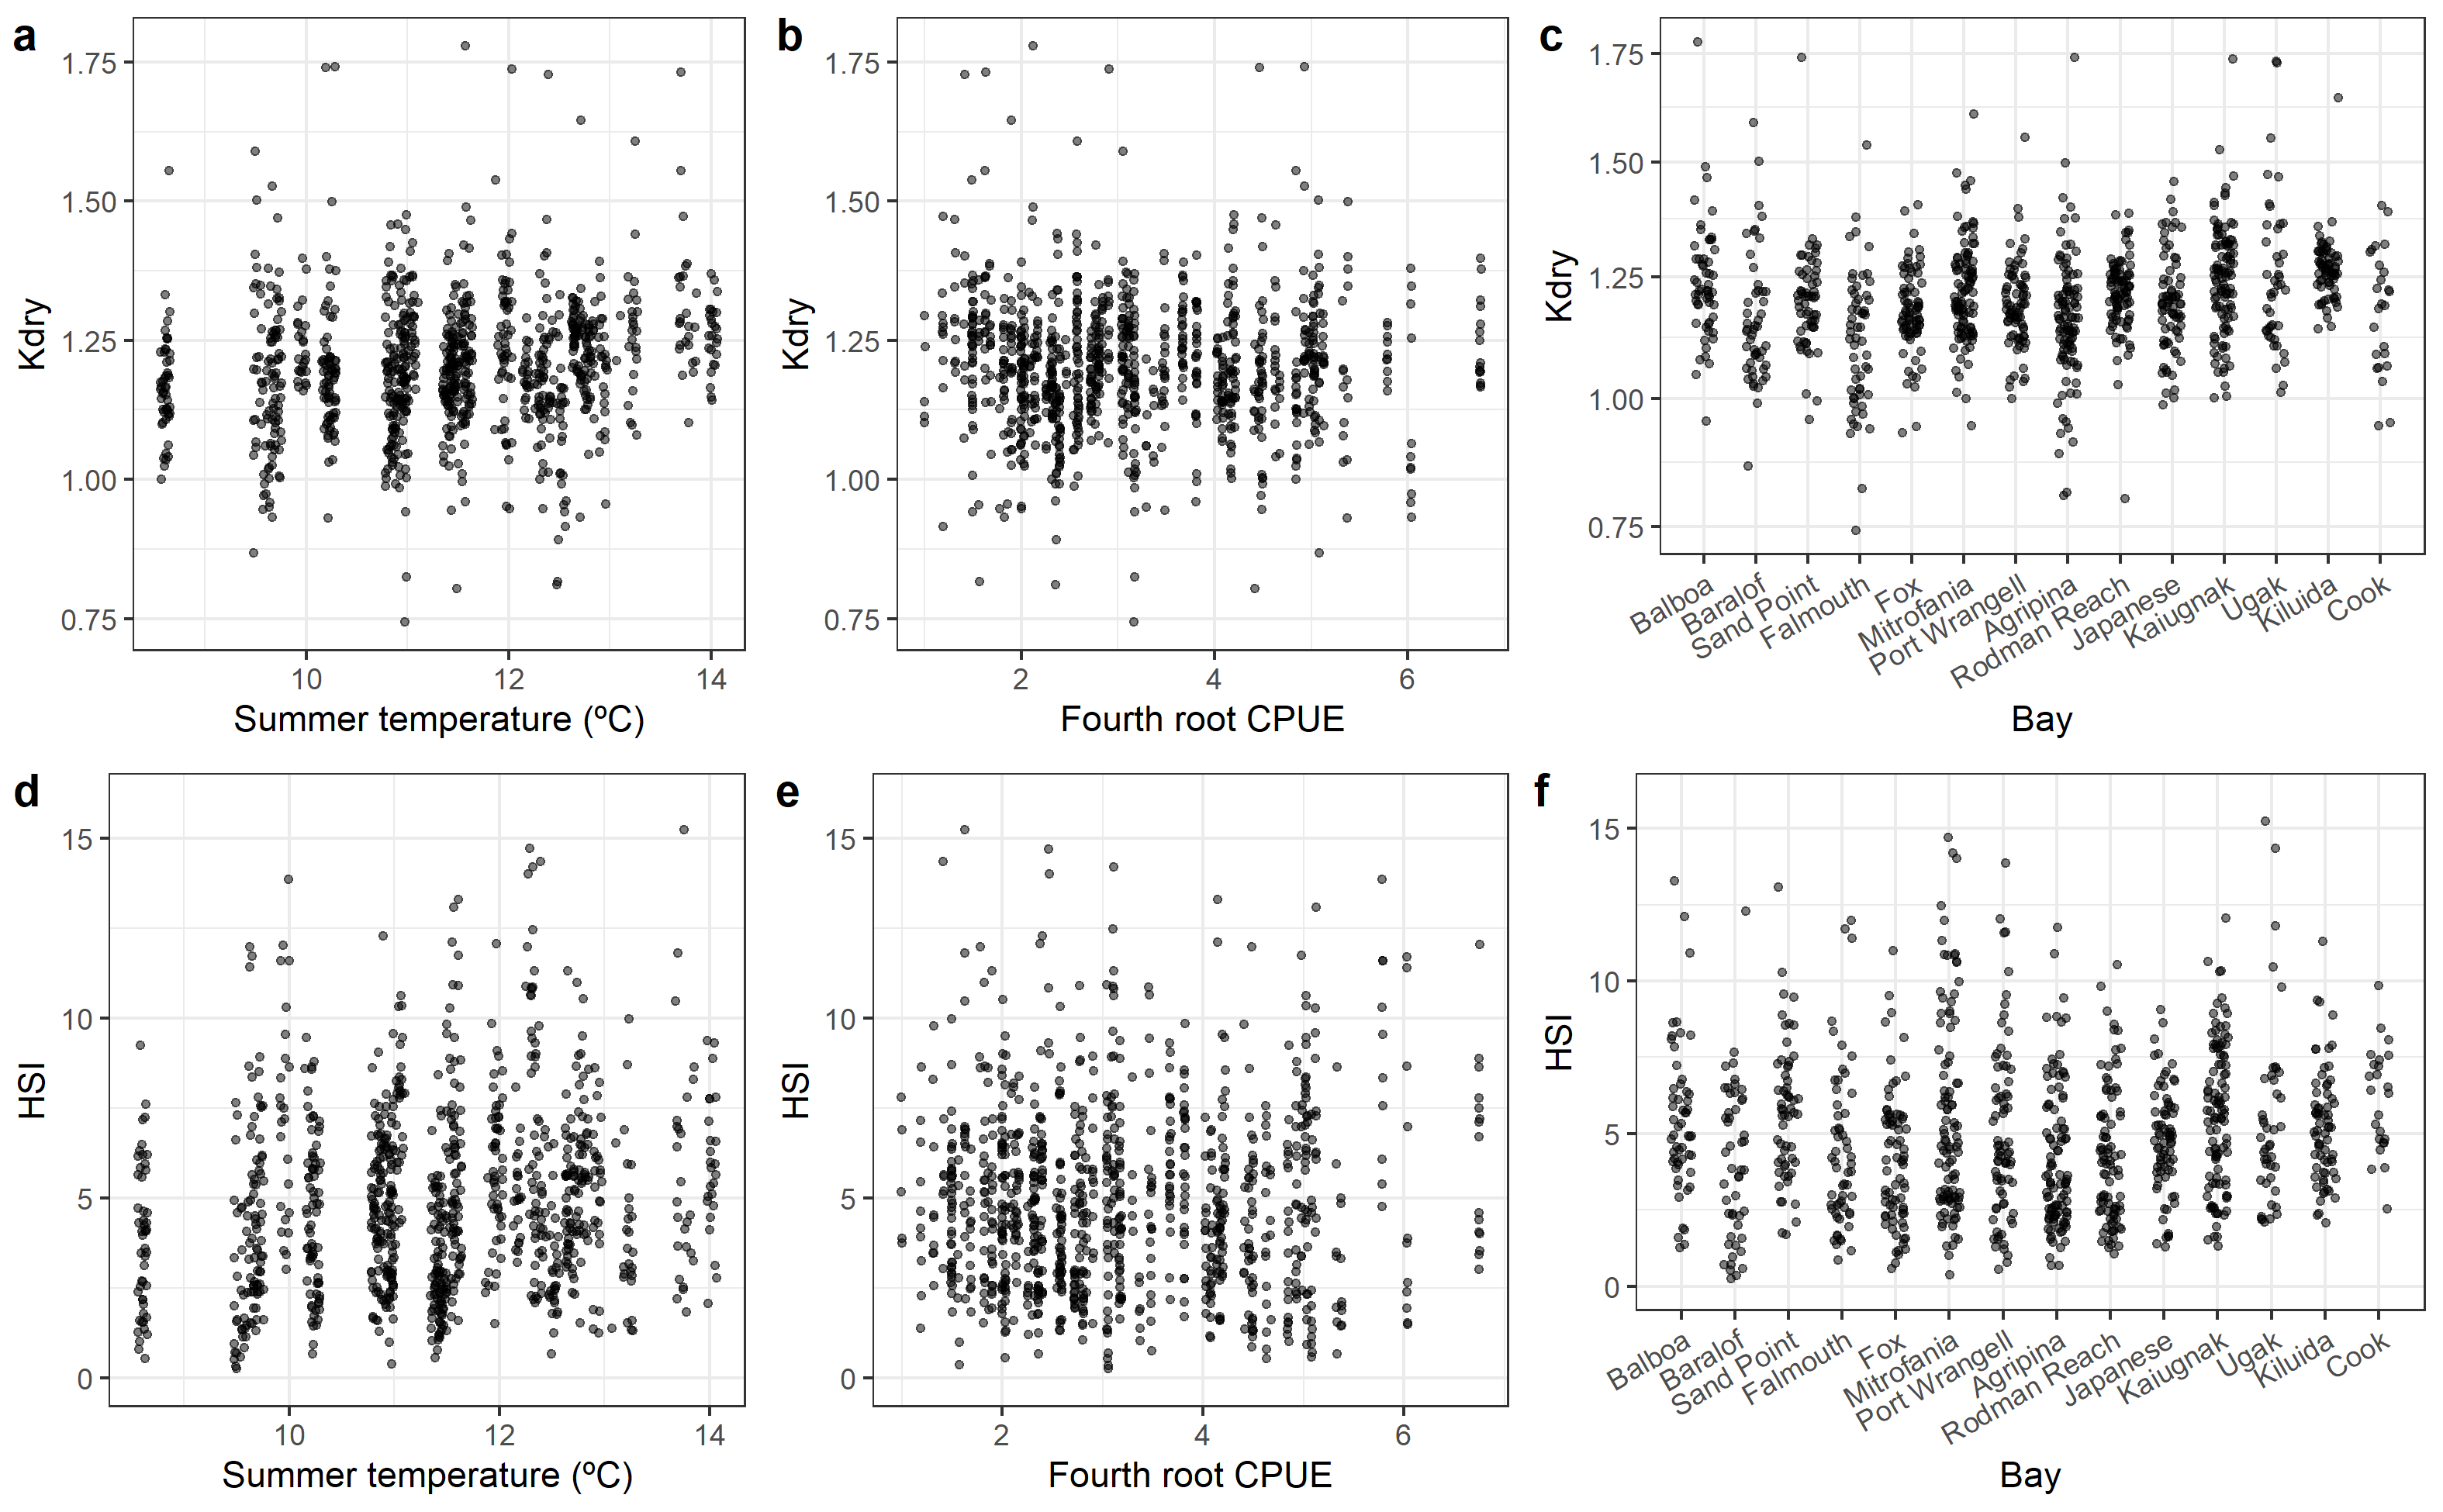 a
Kdry
1.75
1.50
1.25
1.00
0.75
10
12
14
Summer temperature (ºC)
b
Kdry
1.75
1.50
1.25
1.00
0.75
2
4
6
Fourth root CPUE
c
Kdry
1.75
1.50
1.25
1.00
0.75
Balboa
Baralof
Sand Point
Falmouth
Fox
Mitrofania
Port Wrangell
Agripina
Rodman Reach
Japanese
Kaiugnak
Ugak
Kiluida
Cook
Bay
d
HSI
15
10
5
0
10
12
14
Summer temperature (ºC)
e
HSI
15
10
5
0
2
4
6
Fourth root CPUE
f
HSI
15
10
5
0
Balboa
Baralof
Sand Point
Falmouth
Fox
Mitrofania
Port Wrangell
Agripina
Rodman Reach
Japanese
Kaiugnak
Ugak
Kiluida
Cook
Bay